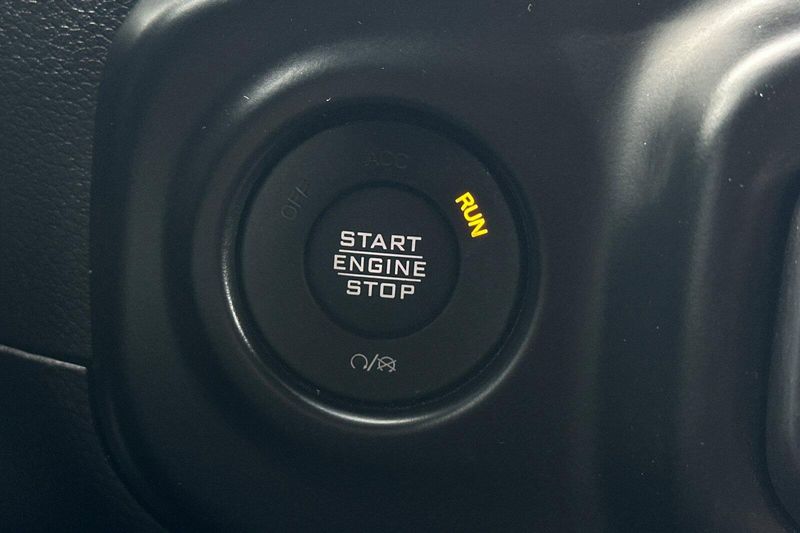 ACC
OFF
RUN
START
ENGINE
STOP